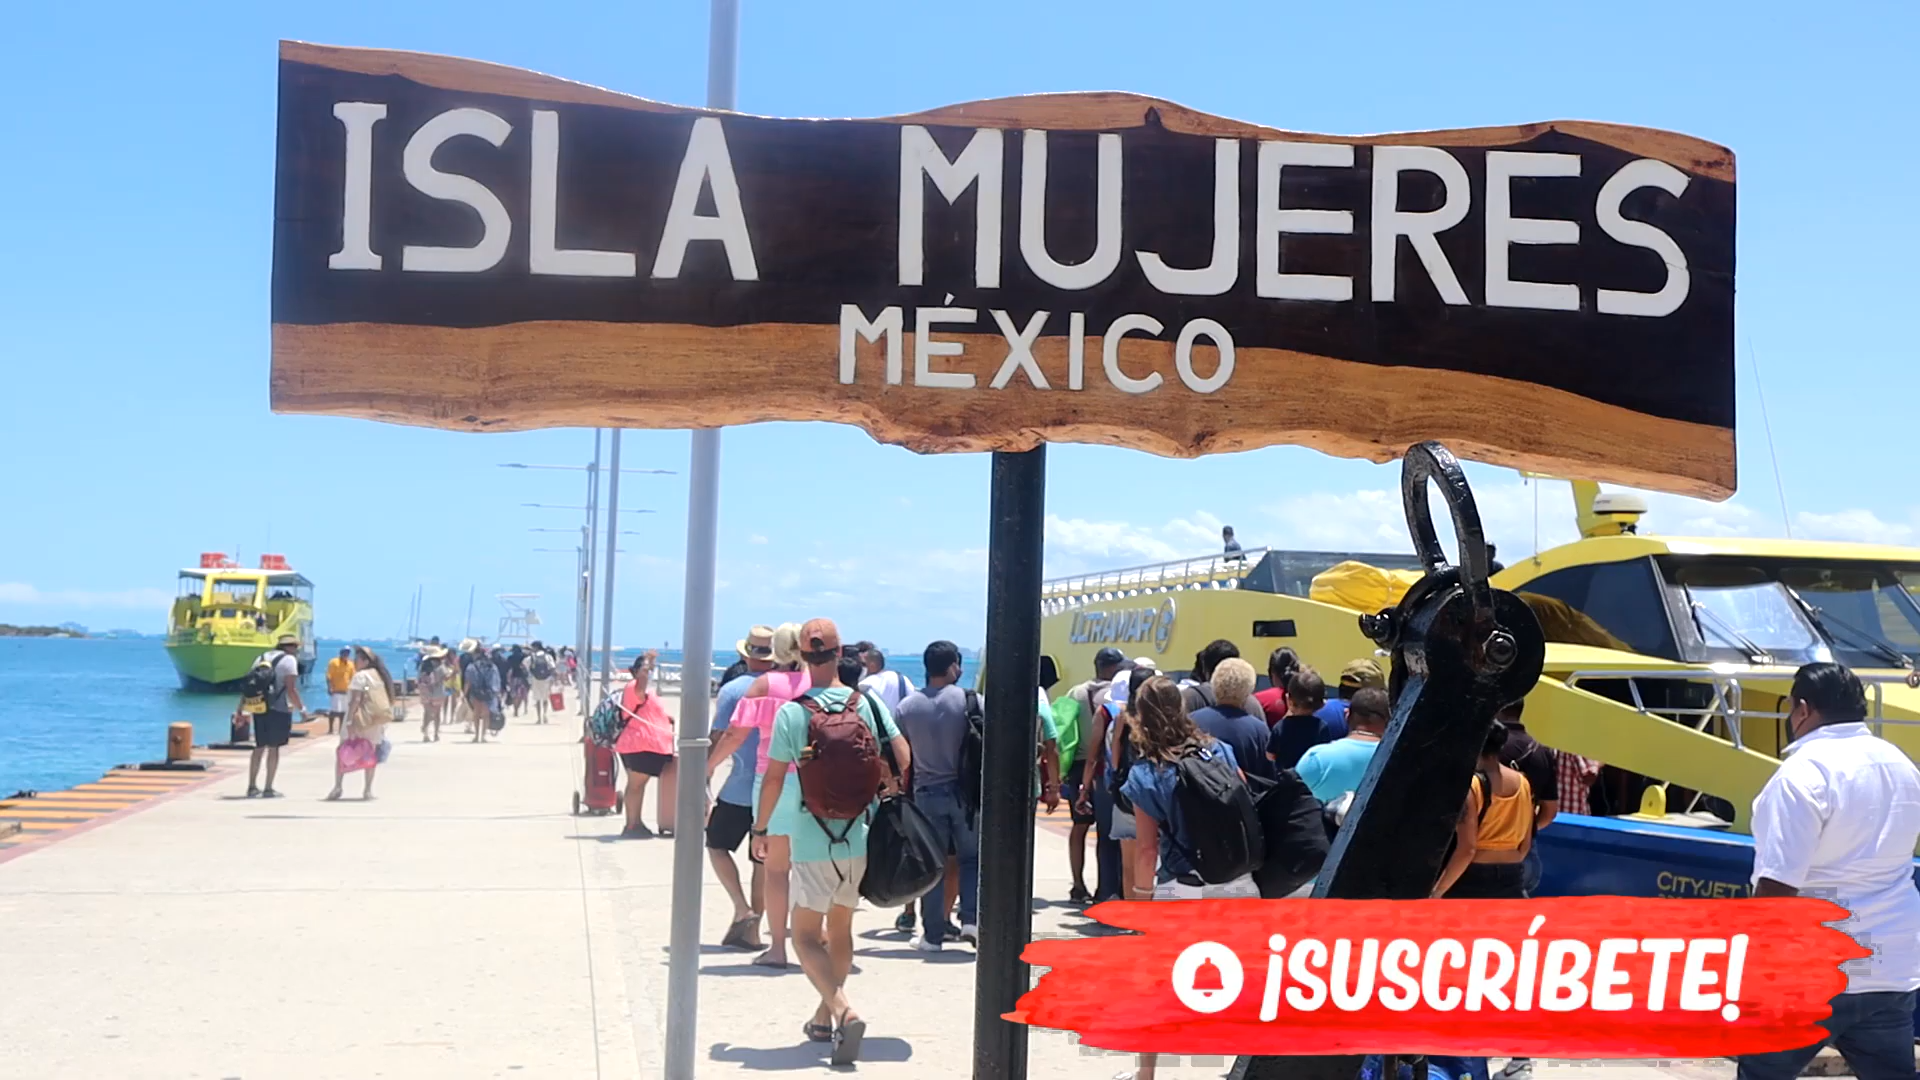 ISLA MUJERES
MÉXICO
ULTRAMAR
CITYJET
¡SUSCRÍBETE!